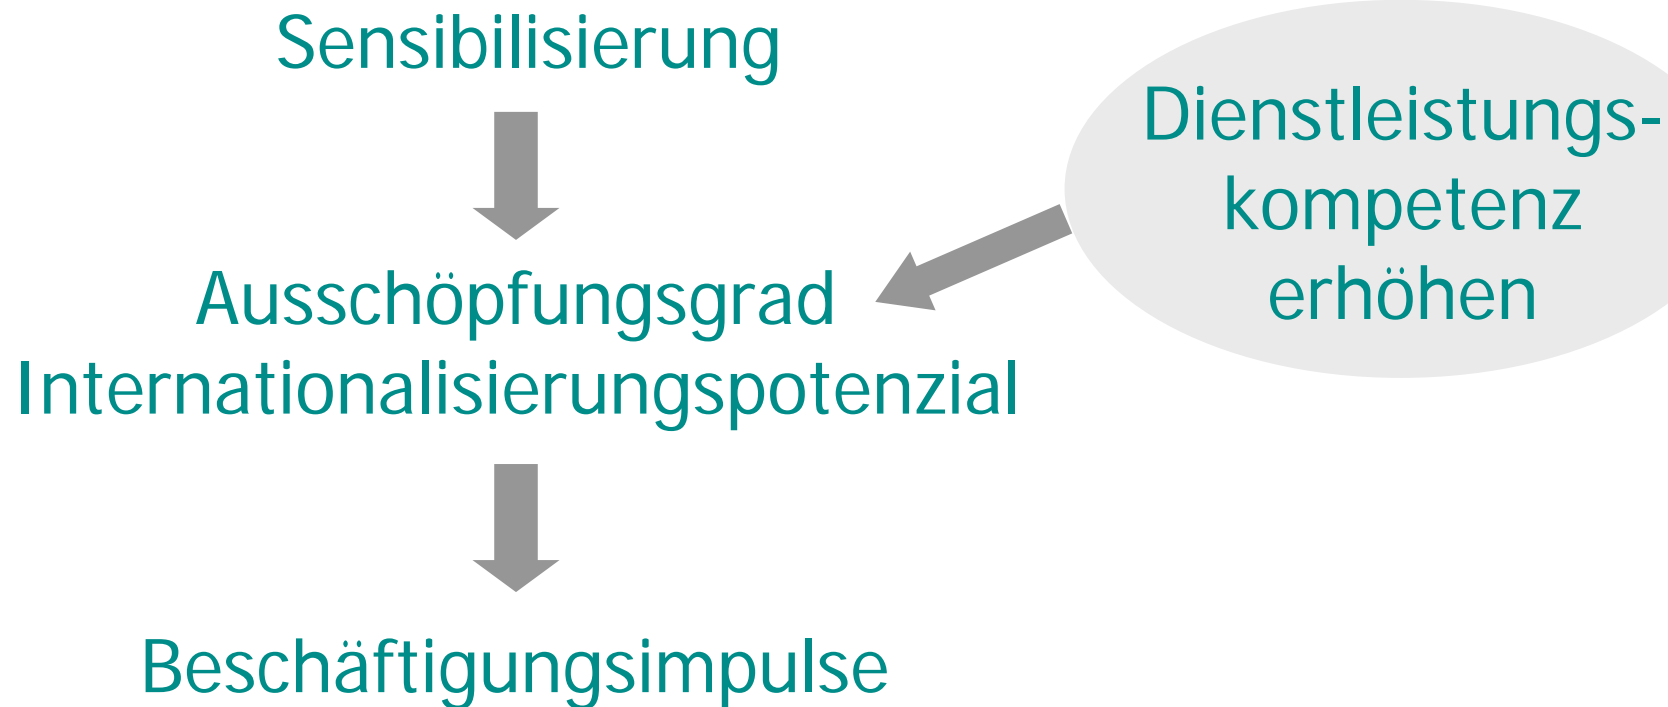 Sensibilisierung
Dienstleistungs-
kompetenz
erhöhen
Ausschöpfungsgrad
Internationalisierungspotenzial
Beschäftigungsimpulse